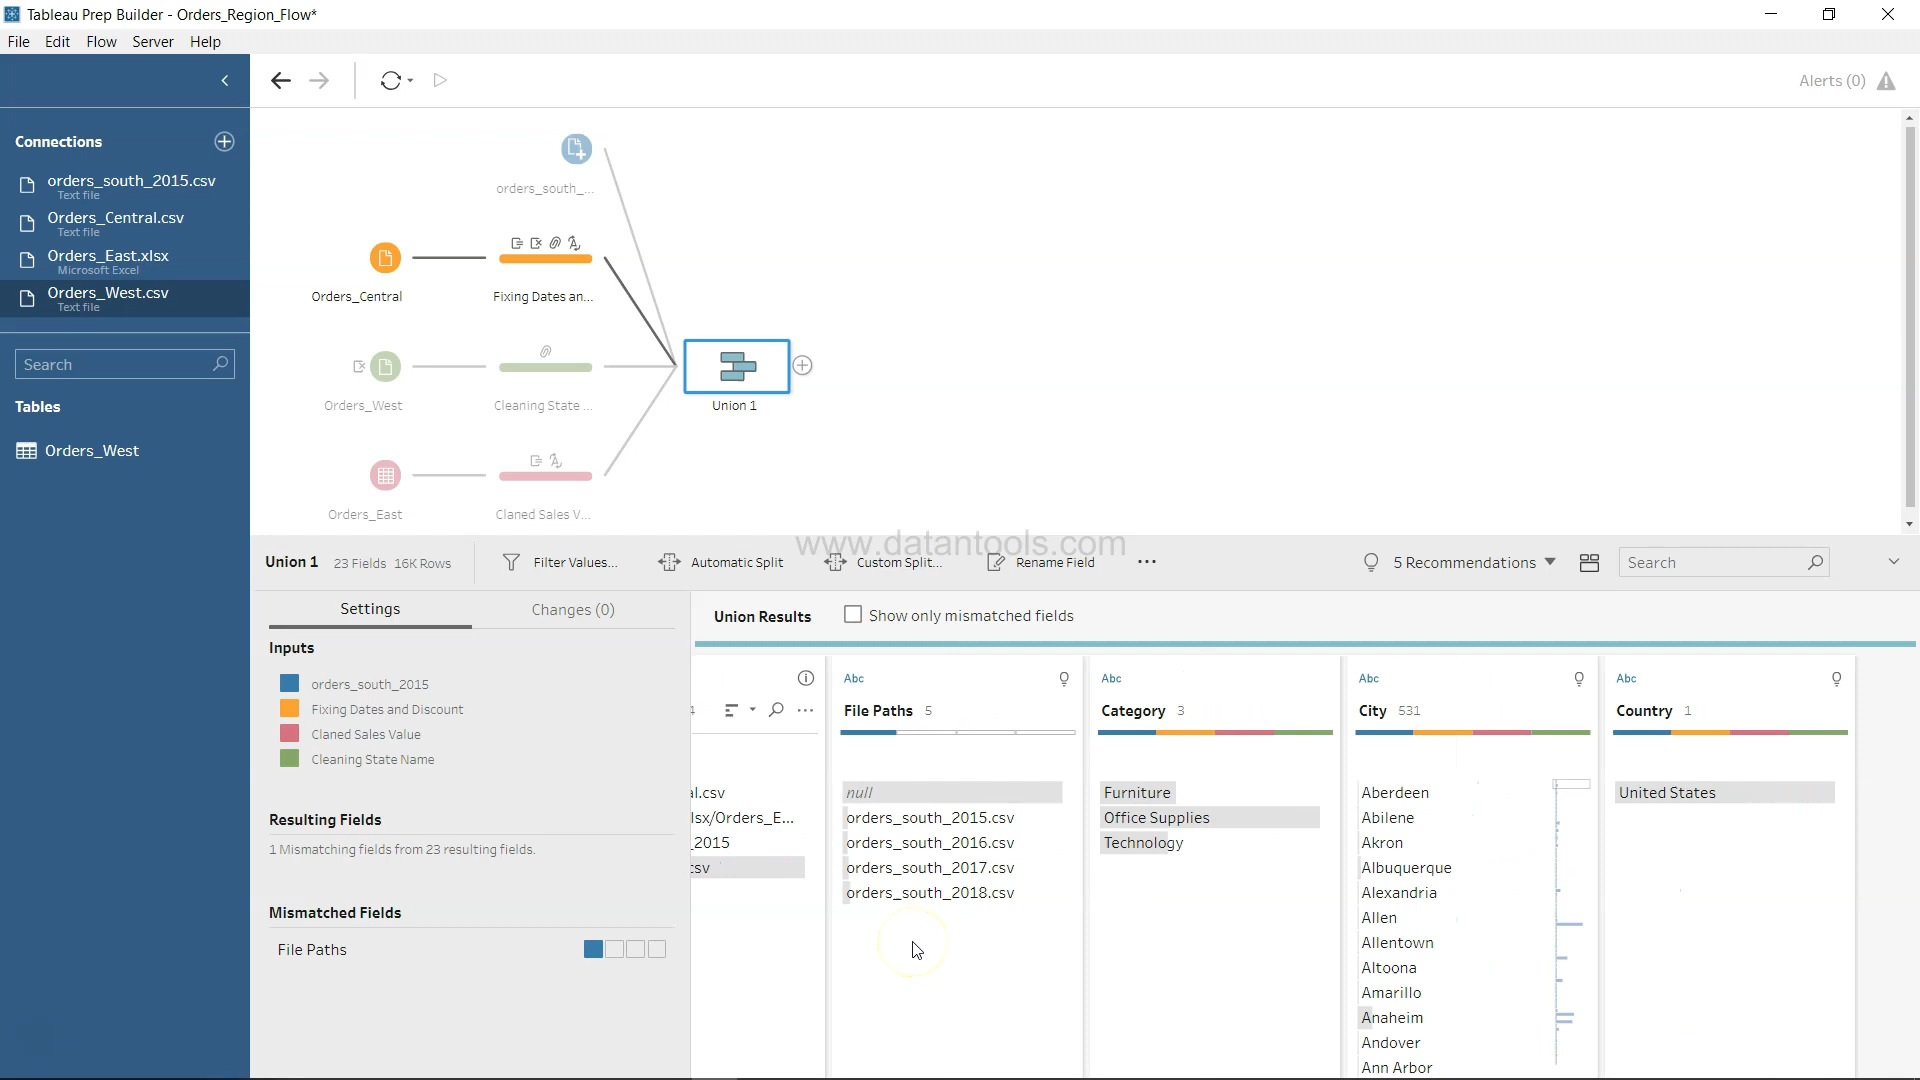 Tableau Prep Builder - Orders_Region_Flow*
File Edit Flow Server Help
Alerts (0)
Connections
orders_south_2015.csv
Text file
Orders_Central.csv
Text file
Orders_East.xlsx
Microsoft Excel
Orders_West.csv
Text file
Search
Tables
Orders_West
orders_south_...
Orders_Central
Fixing Dates an...
Orders_West
Cleaning State ...
Union 1
Orders_East
Claned Sales V...
www.datantools.com
Union 1 23 Fields 16K Rows Filter Values... Automatic Split Custom Split... Rename Field ... 5 Recommendations Search
Settings Changes (0)
Inputs
orders_south_2015
Fixing Dates and Discount
Claned Sales Value
Cleaning State Name
Resulting Fields
1 Mismatching fields from 23 resulting fields.
Mismatched Fields
File Paths
Union Results Show only mismatched fields
al.csv
lsx/Orders_E...
_2015
csv
Abc
File Paths 5
null
orders_south_2015.csv
orders_south_2016.csv
orders_south_2017.csv
orders_south_2018.csv
Abc
Category 3
Furniture
Office Supplies
Technology
Abc
City 531
Aberdeen
Abilene
Akron
Albuquerque
Alexandria
Allen
Allentown
Altoona
Amarillo
Anaheim
Andover
Ann Arbor
Abc
Country 1
United States